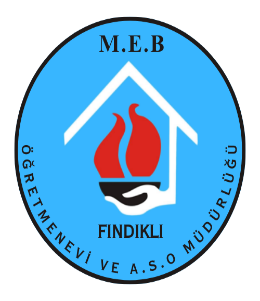 M.E.B
FINDIKLI
ÖĞRETMENEVİ VE A.S.O MÜDÜRLÜĞÜ